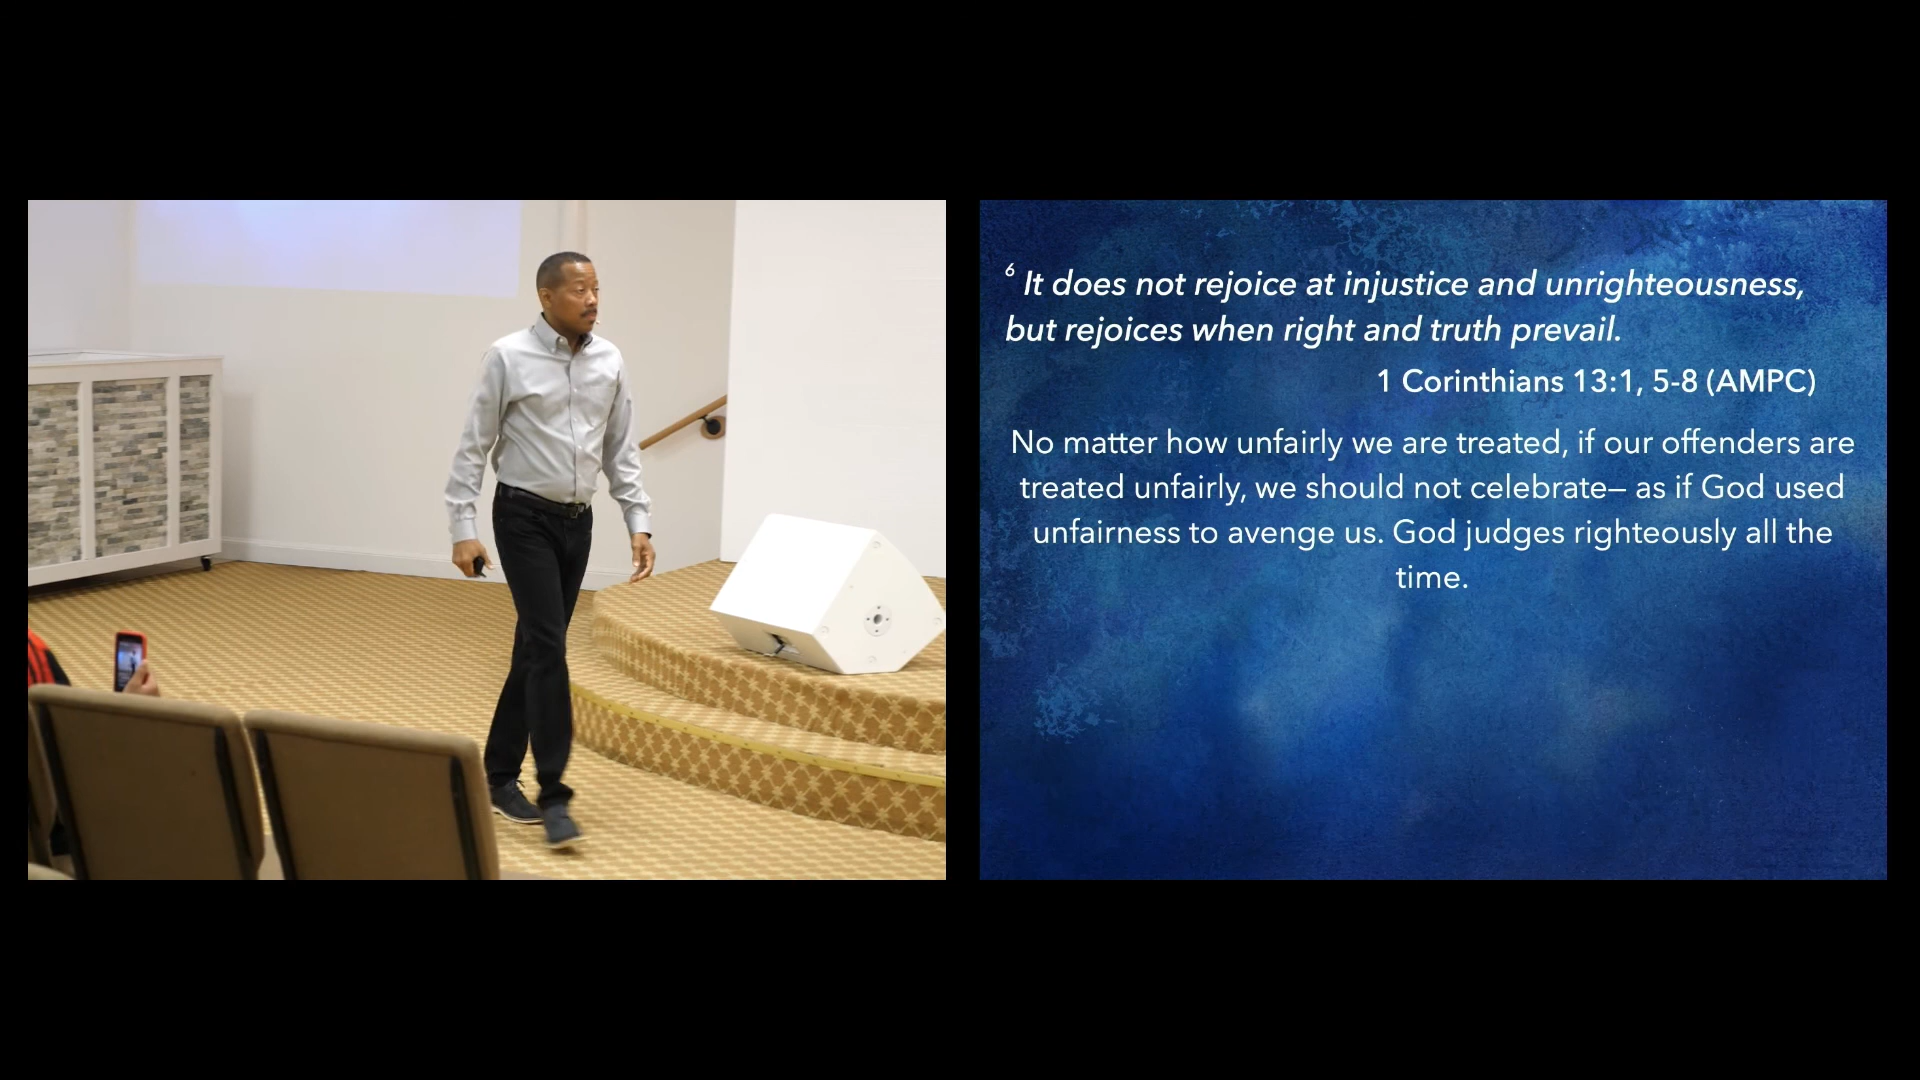 6 It does not rejoice at injustice and unrighteousness,
but rejoices when right and truth prevail.
1 Corinthians 13:1, 5-8 (AMPC)
No matter how unfairly we are treated, if our offenders are
treated unfairly, we should not celebrate– as if God used
unfairness to avenge us. God judges righteously all the
time.